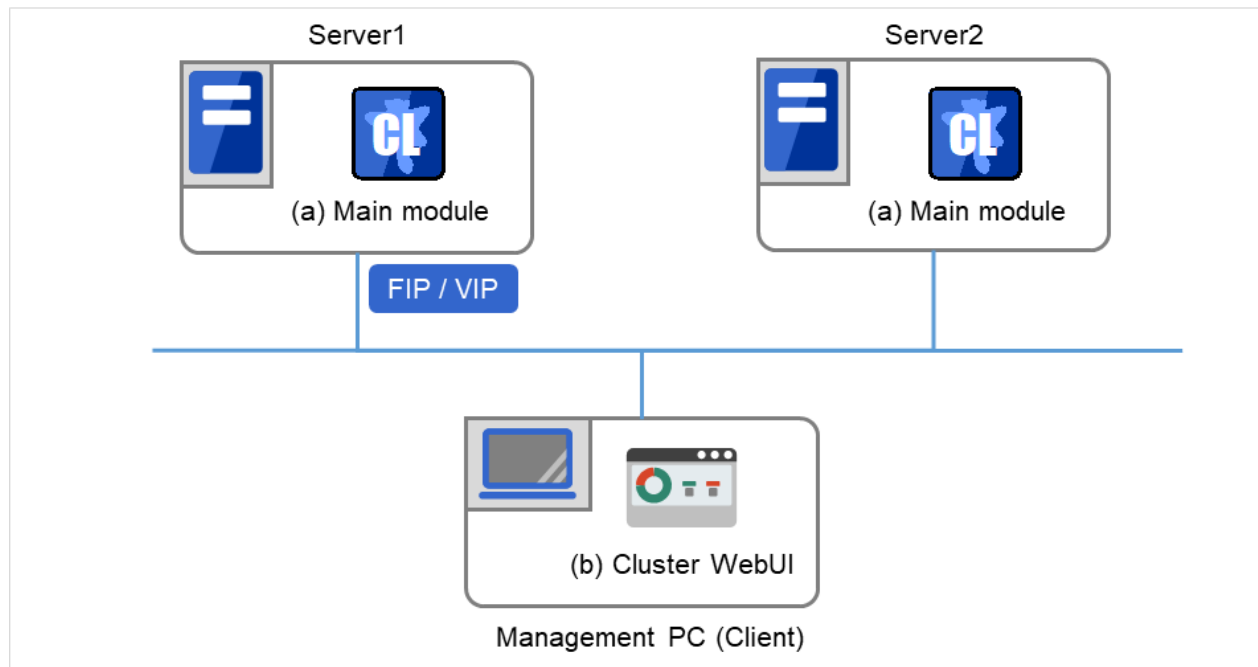 Server1
Server2
CL
CL
(a) Main module
(a) Main module
FIP / VIP
(b) Cluster WebUI
Management PC (Client)